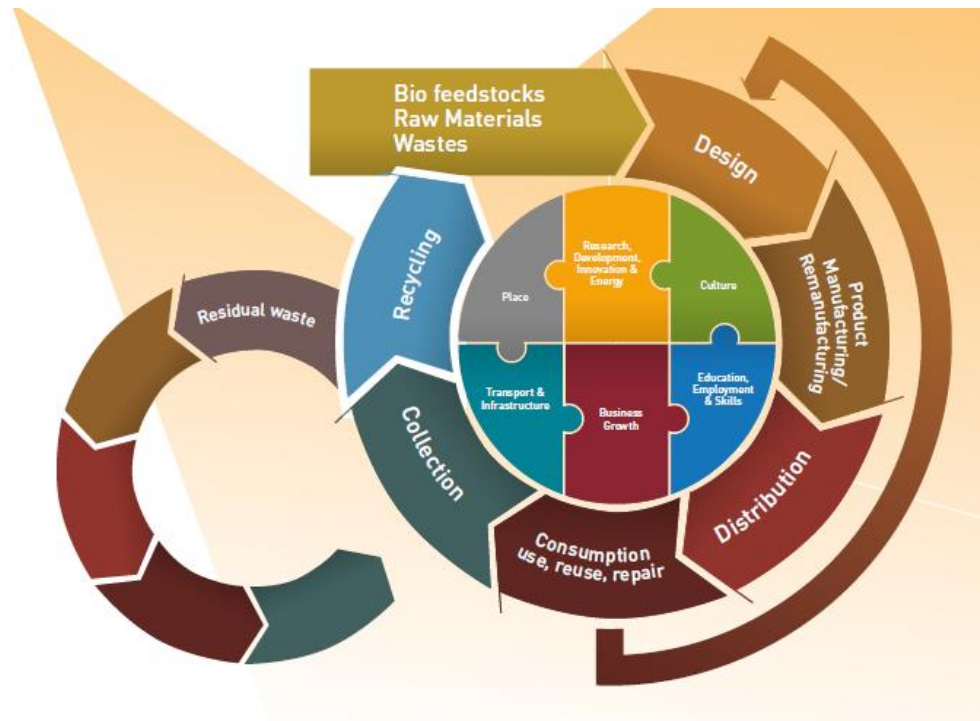 Bio feedstocks
Raw Materials
Wastes
Design
Product
Manufacturing/
Remanufacturing
Distribution
Consumption
use, reuse, repair
Collection
Recycling
Residual waste
Place
Research,
Development,
Innovation &
Energy
Culture
Transport &
Infrastructure
Business
Growth
Education,
Employment
& Skills